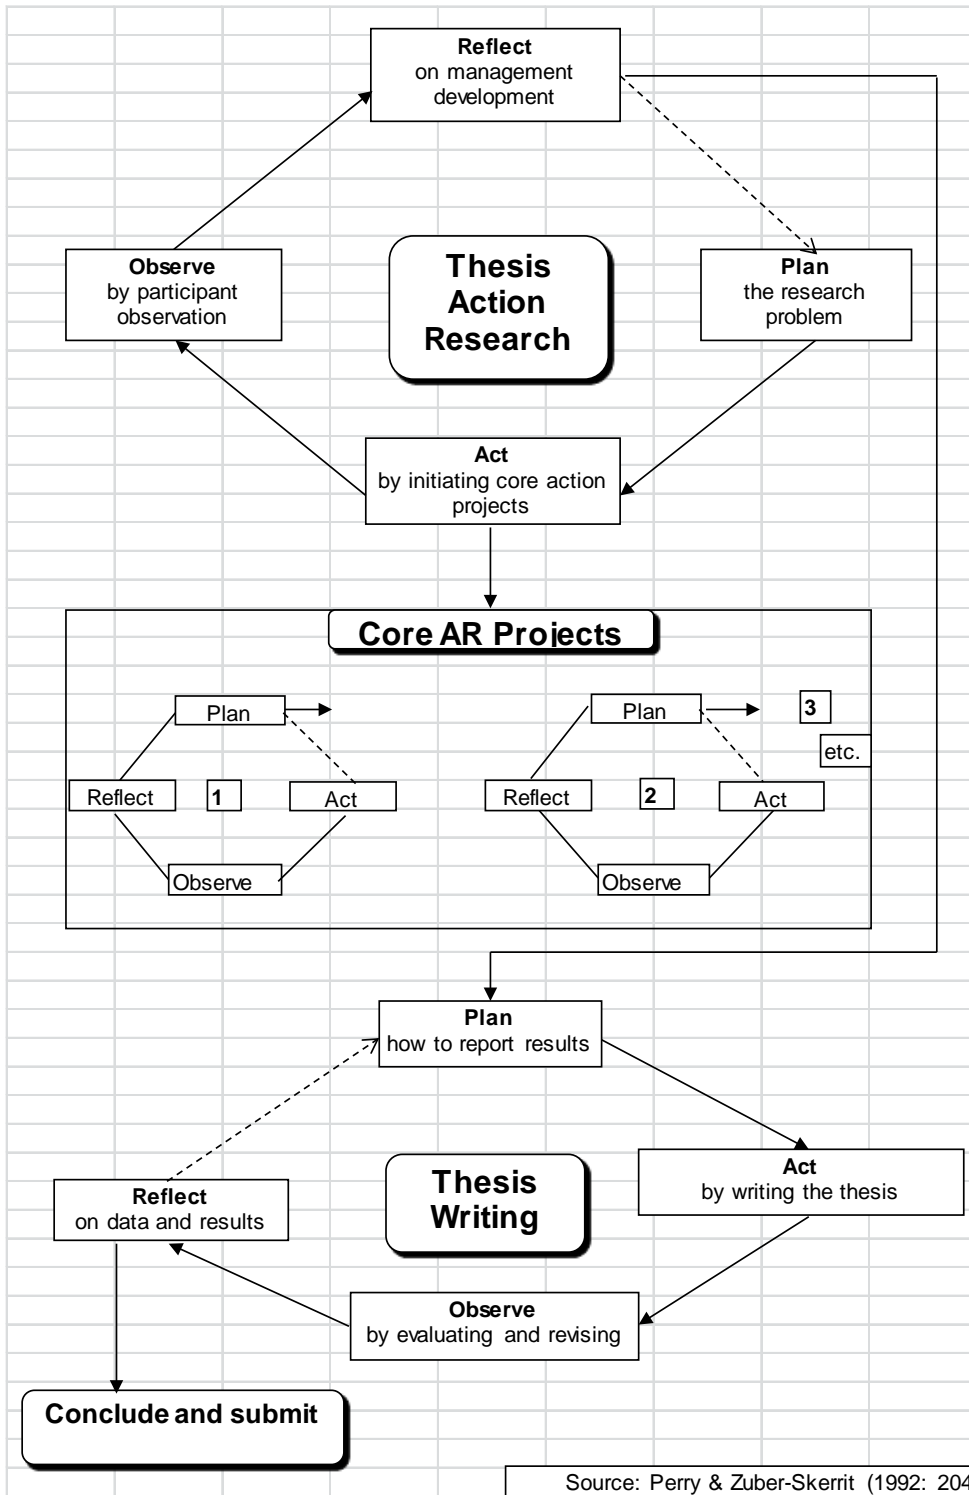 Reflect
on management
development
Observe
by participant
observation
Thesis
Action
Research
Plan
the research
problem
Act
by initiating core action
projects
Core AR Projects
Plan
Reflect
1
Act
Observe
Plan
3
etc.
Reflect
2
Act
Observe
Plan
how to report results
Thesis
Writing
Act
by writing the thesis
Reflect
on data and results
Observe
by evaluating and revising
Conclude and submit
Source: Perry & Zuber-Skerrit (1992: 204